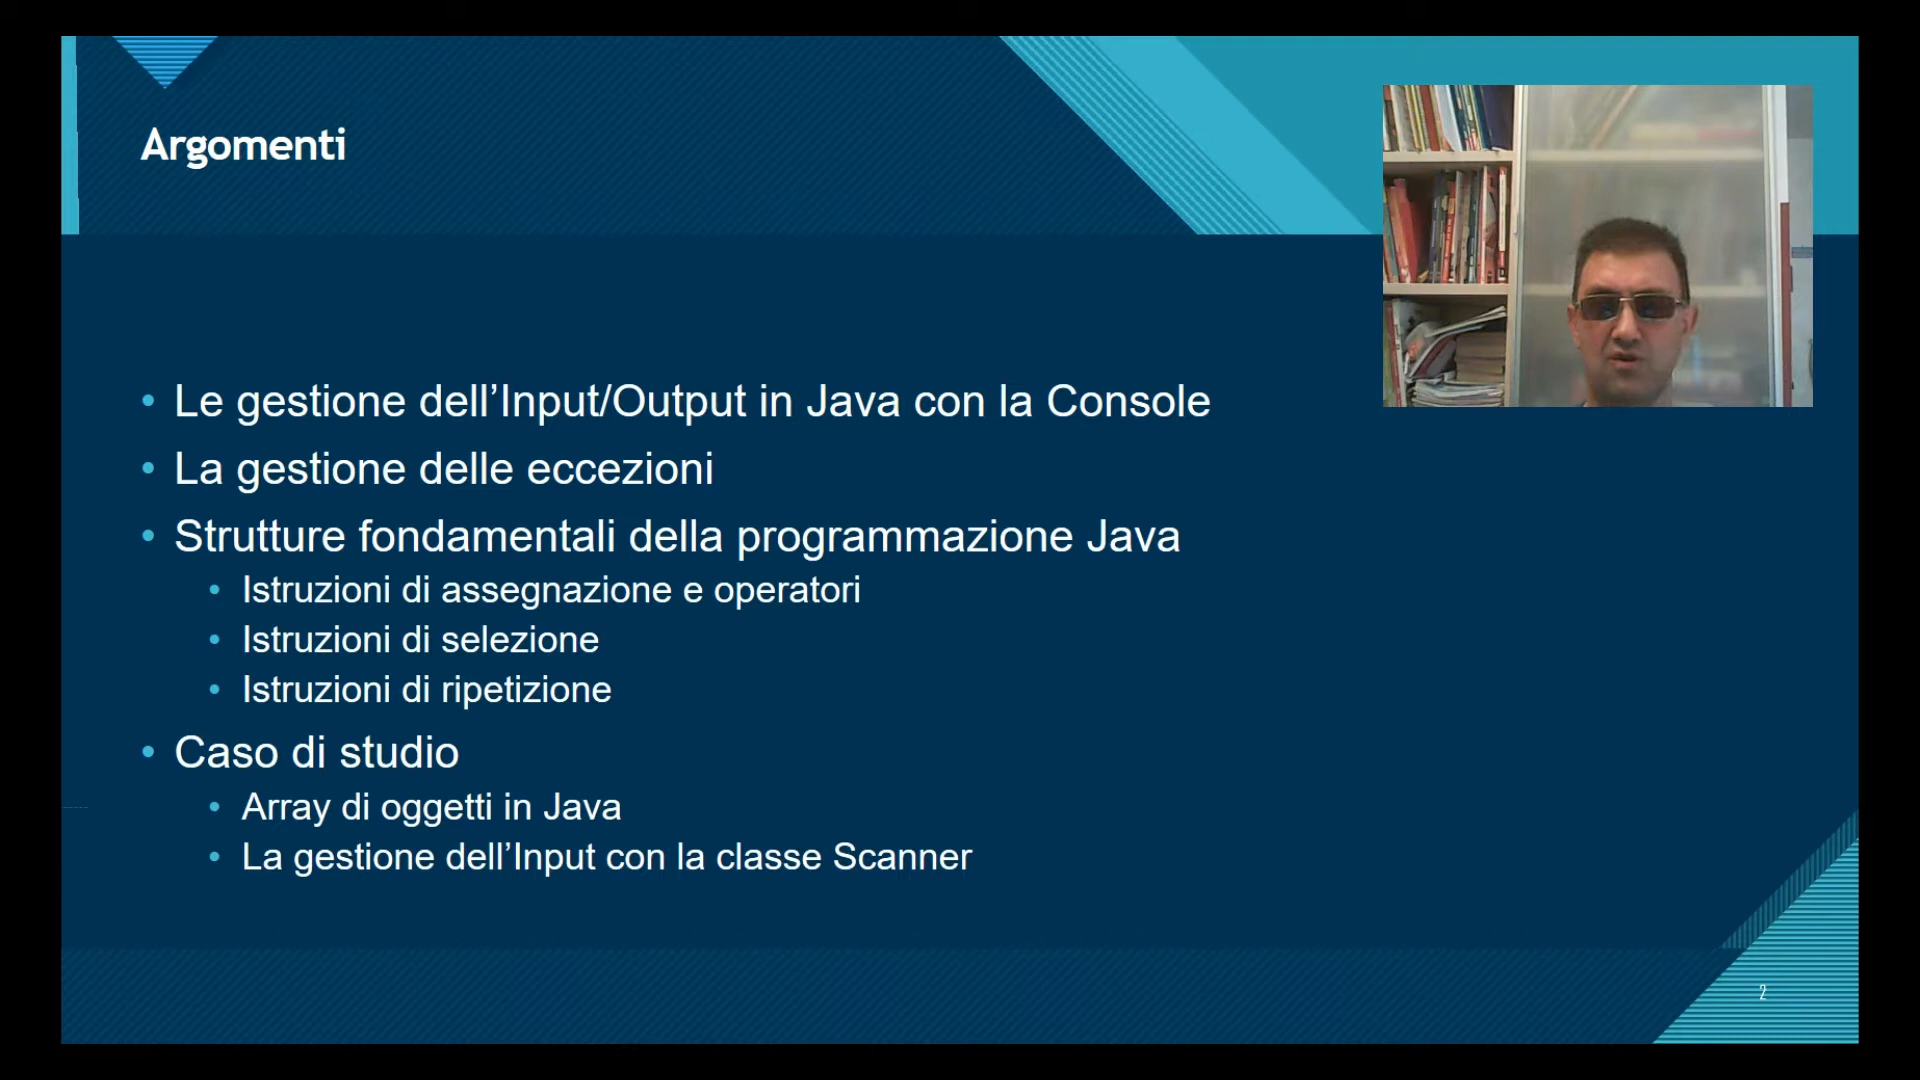 Argomenti
• Le gestione dell’Input/Output in Java con la Console
• La gestione delle eccezioni
• Strutture fondamentali della programmazione Java
• Istruzioni di assegnazione e operatori
• Istruzioni di selezione
• Istruzioni di ripetizione
• Caso di studio
• Array di oggetti in Java
• La gestione dell’Input con la classe Scanner
2